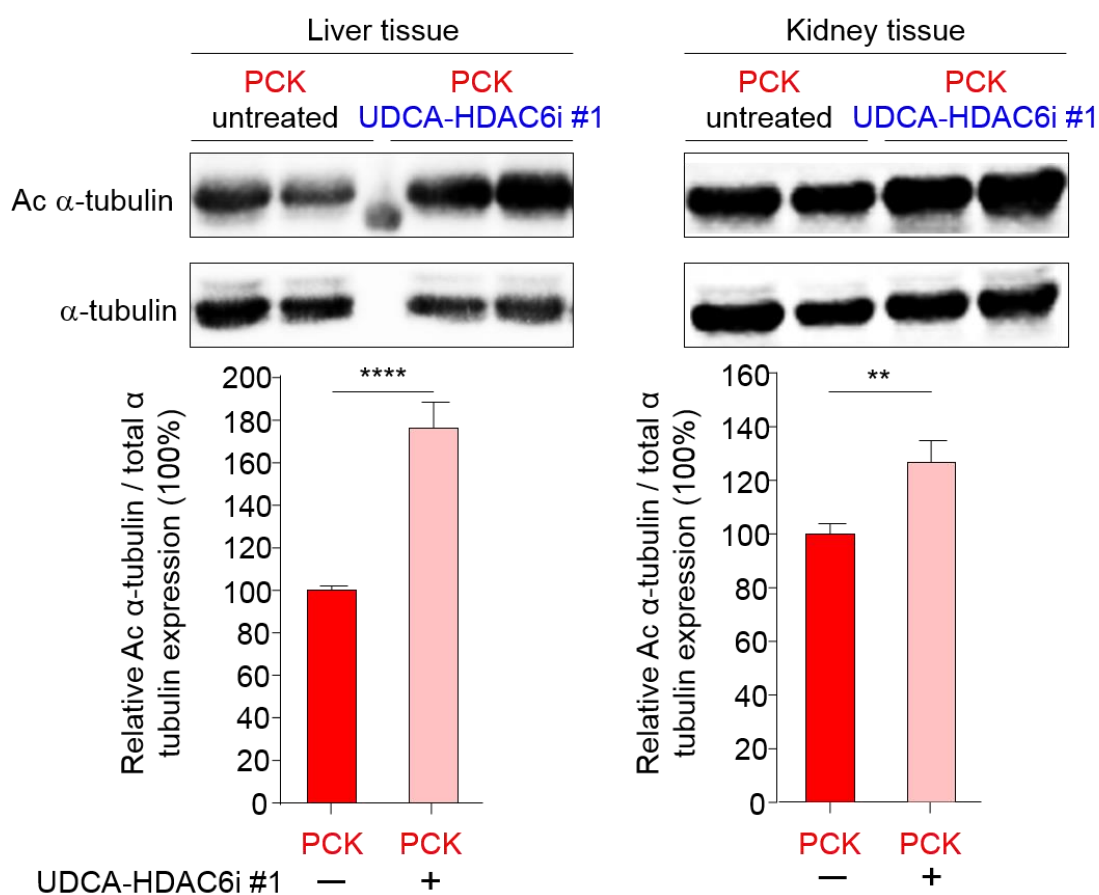 Liver tissue
Kidney tissue
PCK
untreated
PCK
UDCA-HDAC6i #1
PCK
untreated
PCK
UDCA-HDAC6i #1
Ac α-tubulin
α-tubulin
Relative Ac α-tubulin / total α
tubulin expression (100%)
200
180
160
140
120
100
80
60
40
20
0
****
PCK
PCK
UDCA-HDAC6i #1 — +
Relative Ac α-tubulin / total α
tubulin expression (100%)
160
140
120
100
80
60
40
20
0
**
PCK
PCK
— +